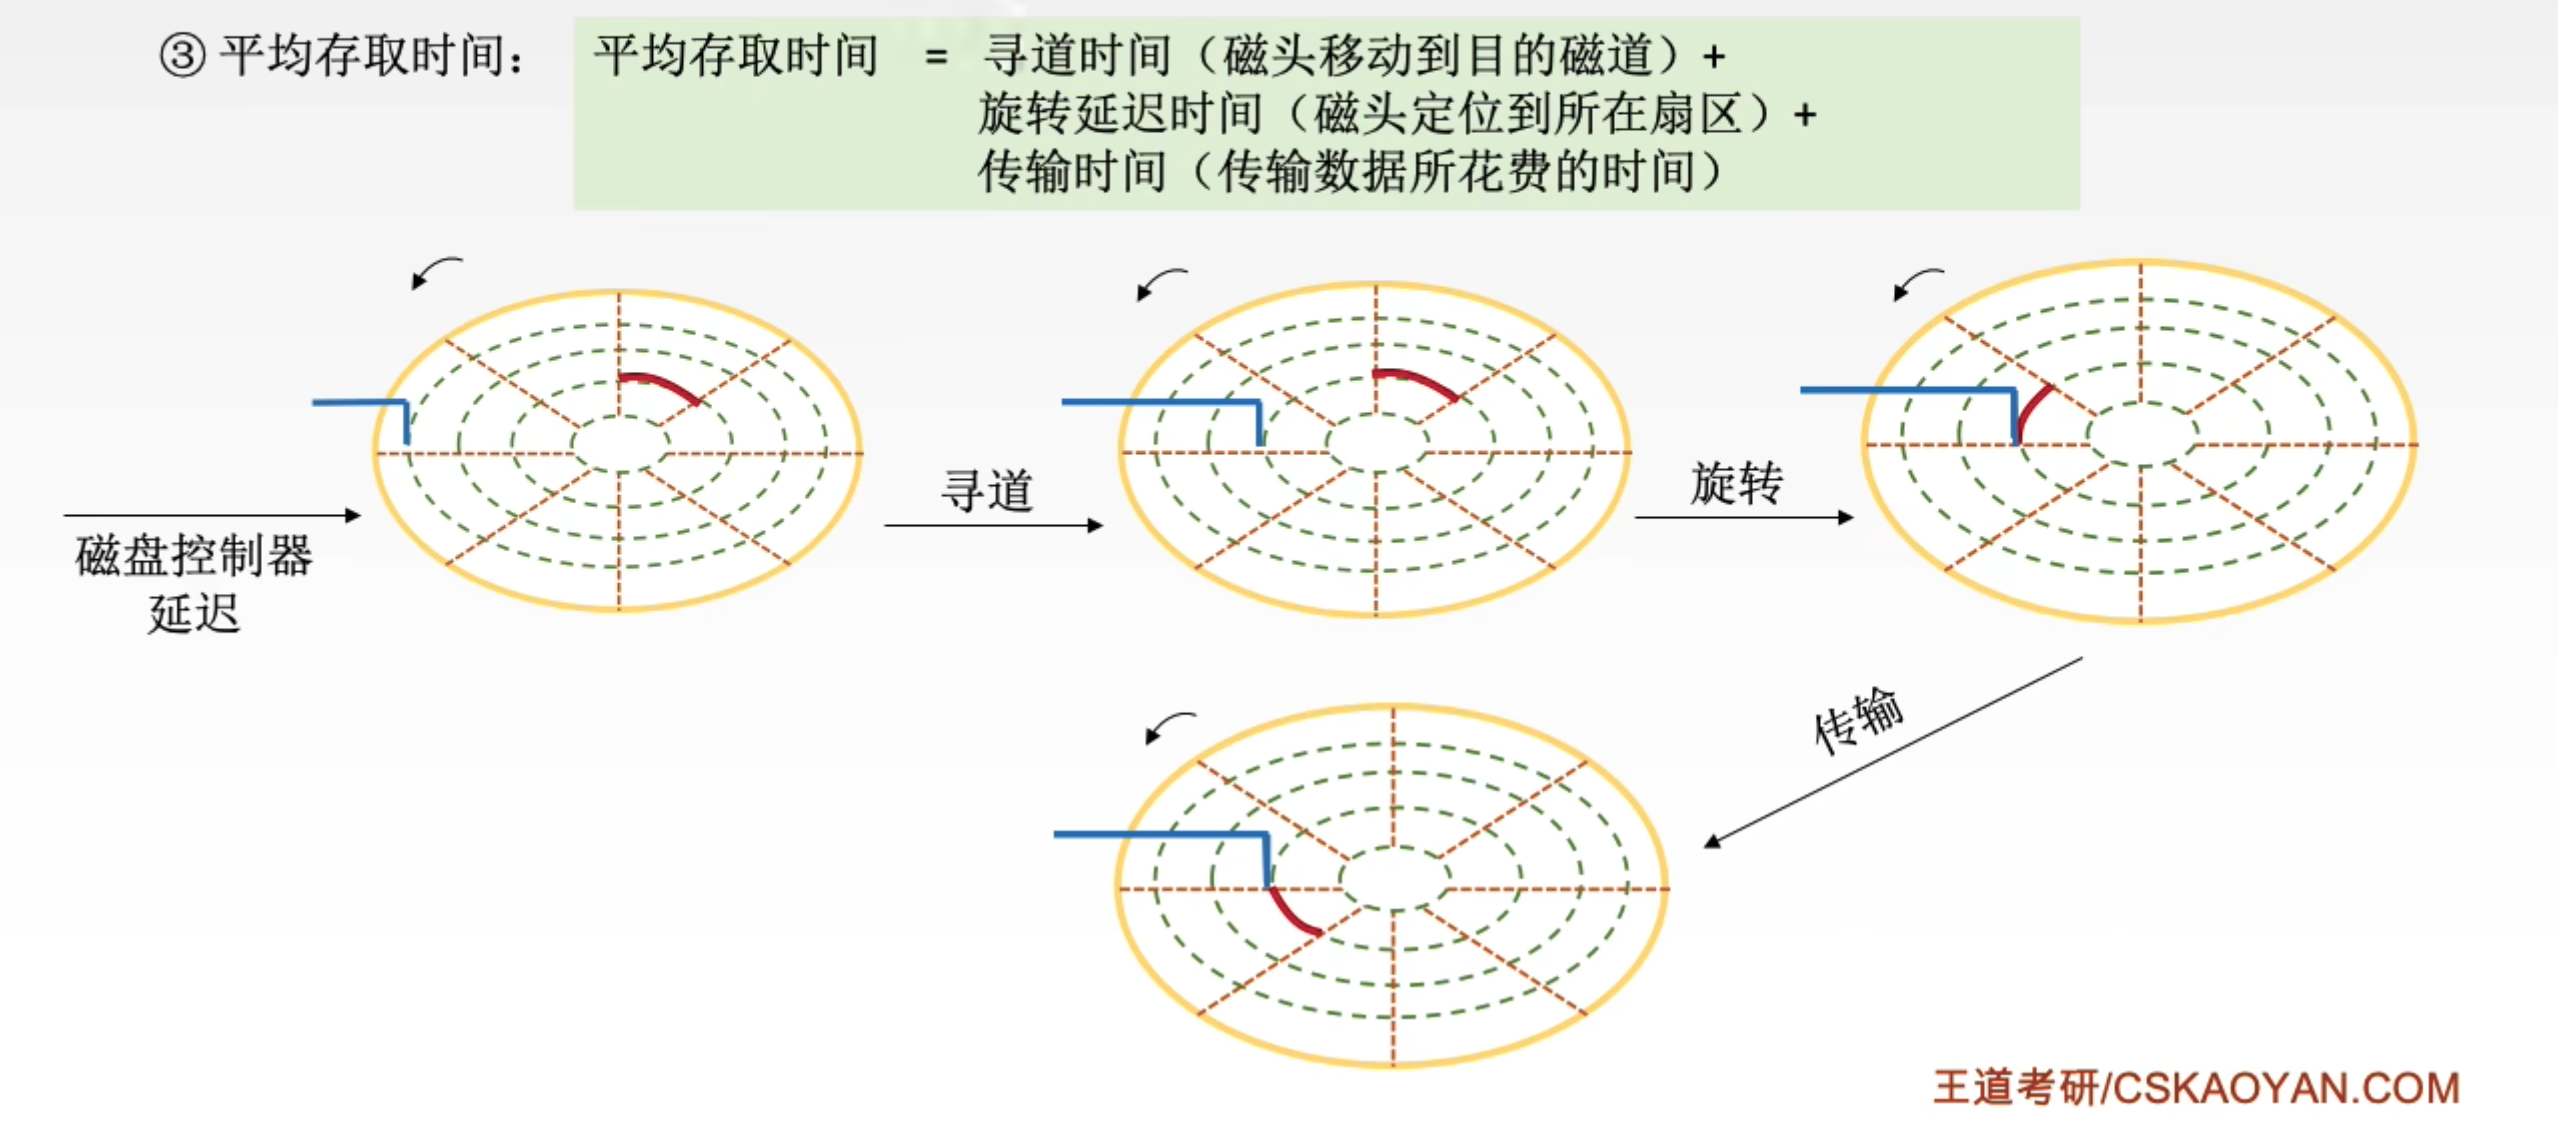 ③ 平均存取时间： 平均存取时间 = 寻道时间（磁头移动到目的磁道）+
旋转延迟时间（磁头定位到所在扇区）+
传输时间（传输数据所花费的时间）
磁盘控制器
延迟
寻道
旋转
传输
王道考研/CSKAOYAN.COM